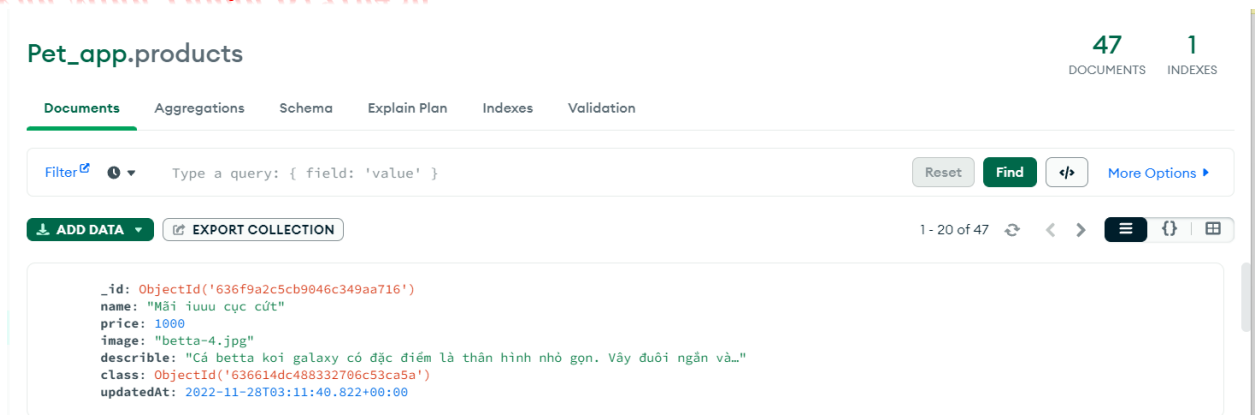 Pet_app.products
47 1
DOCUMENTS INDEXES
Documents Aggregations Schema Explain Plan Indexes Validation
Filter Type a query: { field: 'value' } Reset Find </> More Options
ADD DATA EXPORT COLLECTION 1 - 20 of 47 {}
_id: ObjectId('636f9a2c5cb9046c349aa716')
name: "Mãi iuuu cục cứt"
price: 1000
image: "betta-4.jpg"
describle: "Cá betta koi galaxy có đặc điểm là thân hình nhỏ gọn. Vây đuôi ngắn và…"
class: ObjectId('636614dc488332706c53ca5a')
updatedAt: 2022-11-28T03:11:40.822+00:00